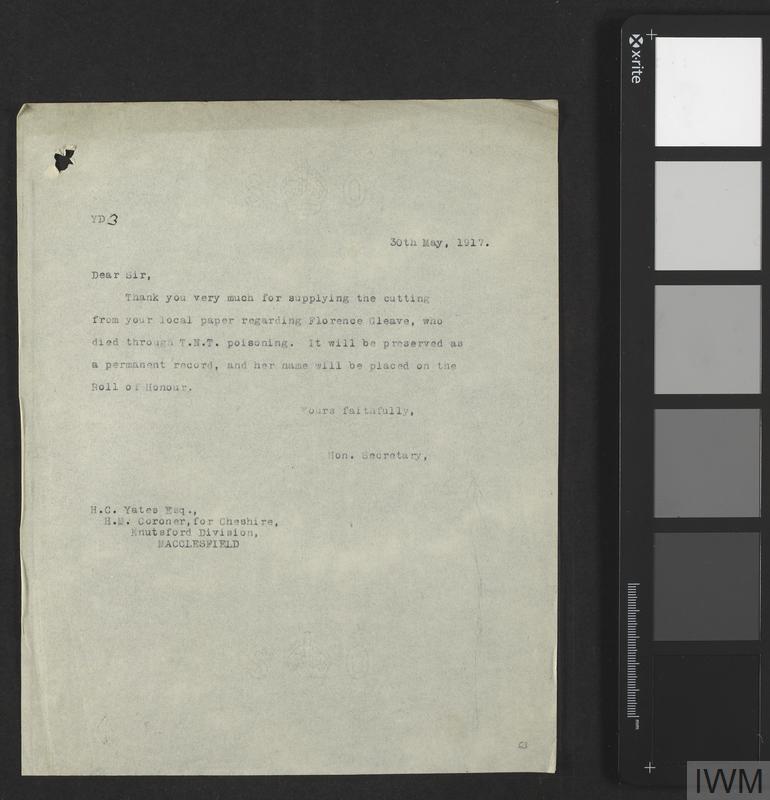 x·rite
YD3
30th May, 1917.
Dear Sir,
Thank you very much for supplying the cutting
from your local paper regarding Florence Gleave, who
died through T.N.T. poisoning. It will be preserved as
a permanent record, and her name will be placed on the
Roll of Honour.
Yours faithfully,
Hon. Secretary,
H.C. Yates Esq.,
H.M. Coroner, for Cheshire,
Knutsford Division,
MACCLESFIELD
mm
IWM